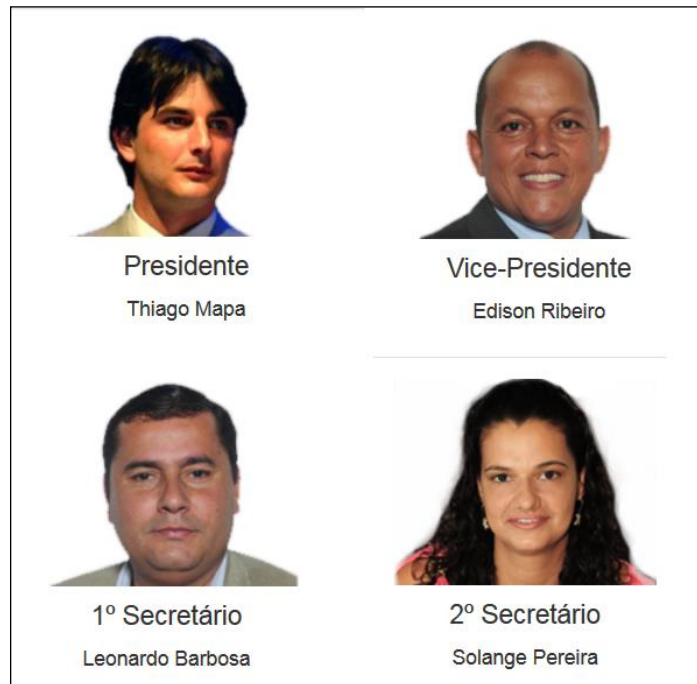 Presidente
Thiago Mapa
Vice-Presidente
Edison Ribeiro
1º Secretário
Leonardo Barbosa
2º Secretário
Solange Pereira